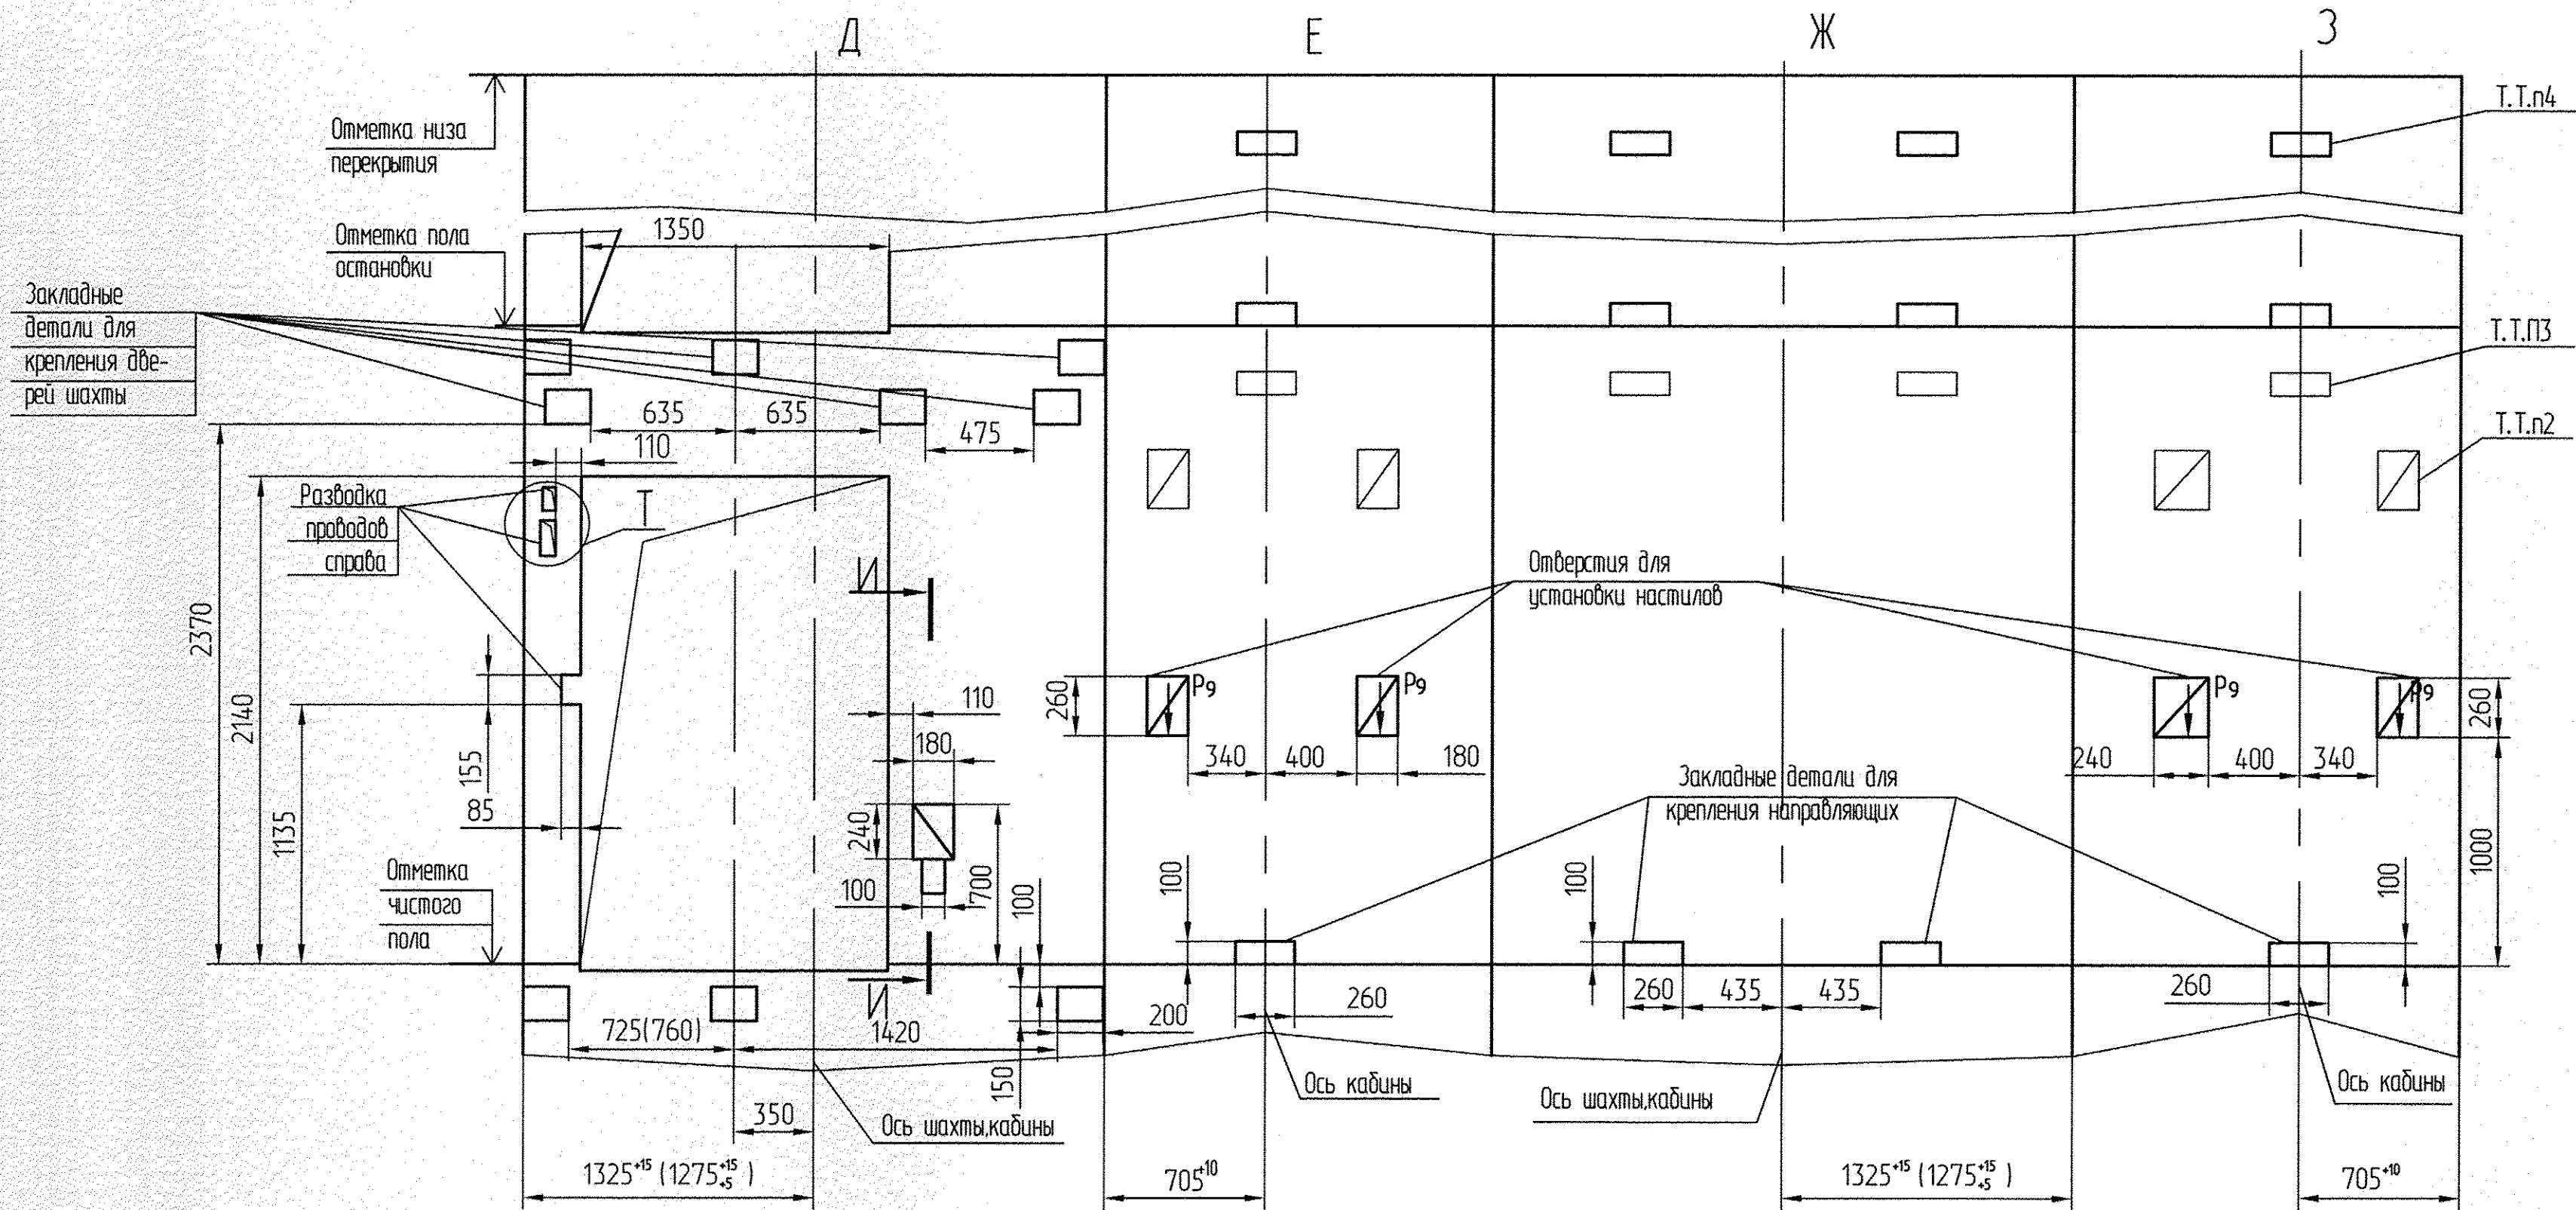 Д
Е
Ж
З
Т.Т.п4
Отметка низа
перекрытия
Отметка пола
остановки
1350
Закладные
детали для
крепления две-
рей шахты
Т.Т.П3
635
635
475
110
Т.Т.п2
Разводка
проводов
справа
Т
И
Отверстия для
установки настилов
2370
2140
1135
155
85
110
180
240
100
700
100
260
Р9
Р9
Р9
Р9
260
340
400
180
240
400
340
Закладные детали для
крепления направляющих
1000
Отметка
чистого
пола
100
100
100
И
725(760)
1420
200
150
260
260
435
435
260
350
Ось шахты,кабины
Ось кабины
Ось шахты,кабины
Ось кабины
1325+15 (1275+15+5)
705+10
1325+15 (1275+15+5)
705+10